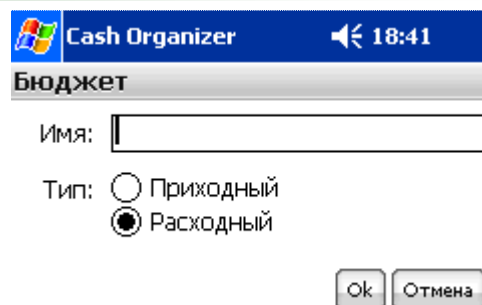 Cash Organizer 18:41
Бюджет
Имя:
Тип: Приходный
Расходный
Ok Отмена